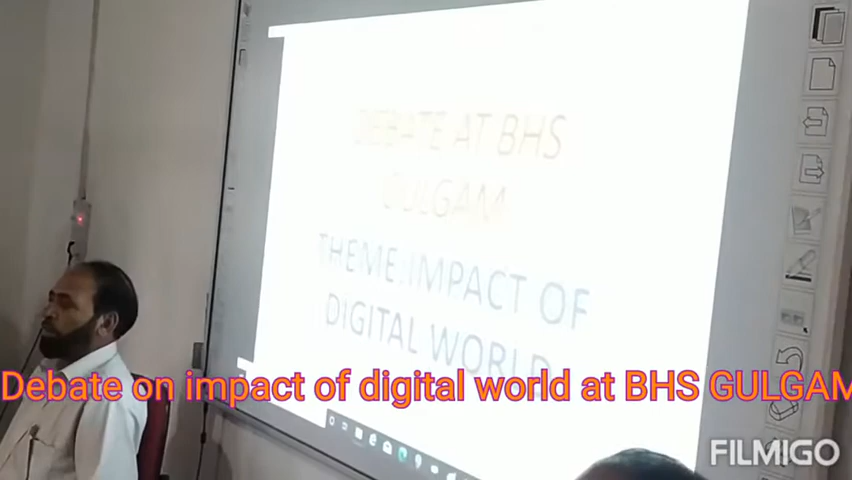 DEBATE AT BHS
GULGAM
THEME:IMPACT OF
DIGITAL WORLD
Debate on impact of digital world at BHS GULGAM
FILMIGO